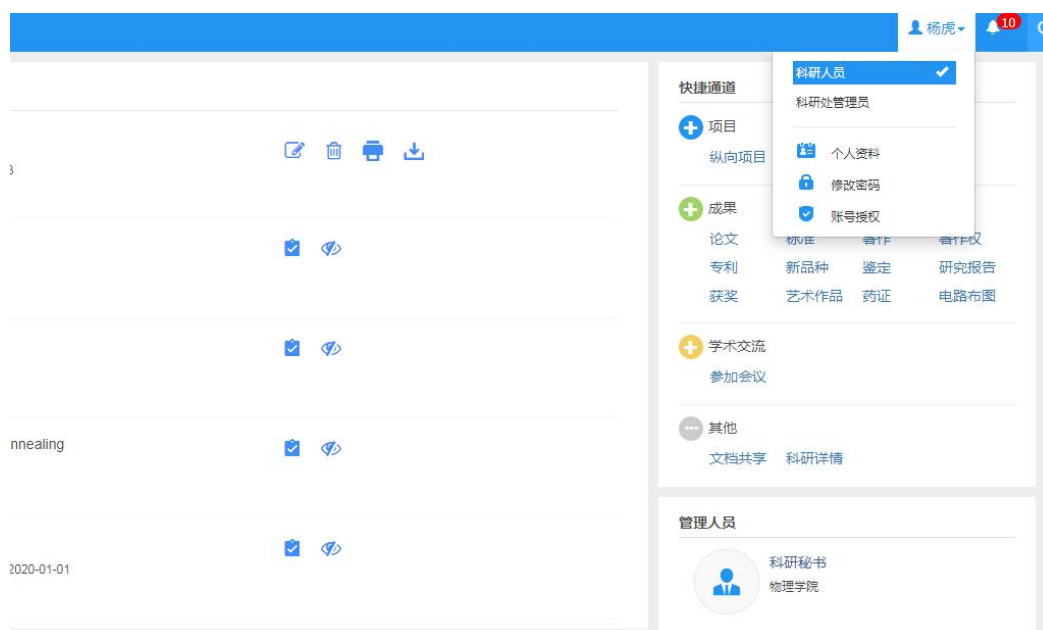 杨虎
10
科研人员
科研处管理员
个人资料
修改密码
账号授权
快捷通道
项目
纵向项目
成果
论文 标准 著作 著作权
专利 新品种 鉴定 研究报告
获奖 艺术作品 药证 电路布图
学术交流
参加会议
其他
文档共享 科研详情
管理人员
科研秘书
物理学院
3
nnealing
2020-01-01